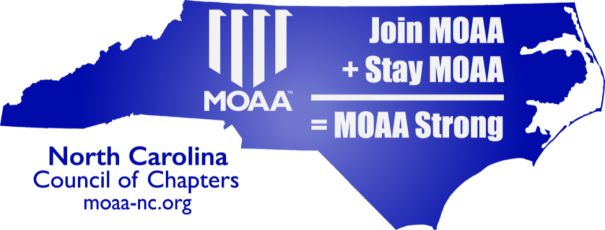 MOAA™
Join MOAA
+ Stay MOAA
= MOAA Strong
North Carolina
Council of Chapters
moaa-nc.org